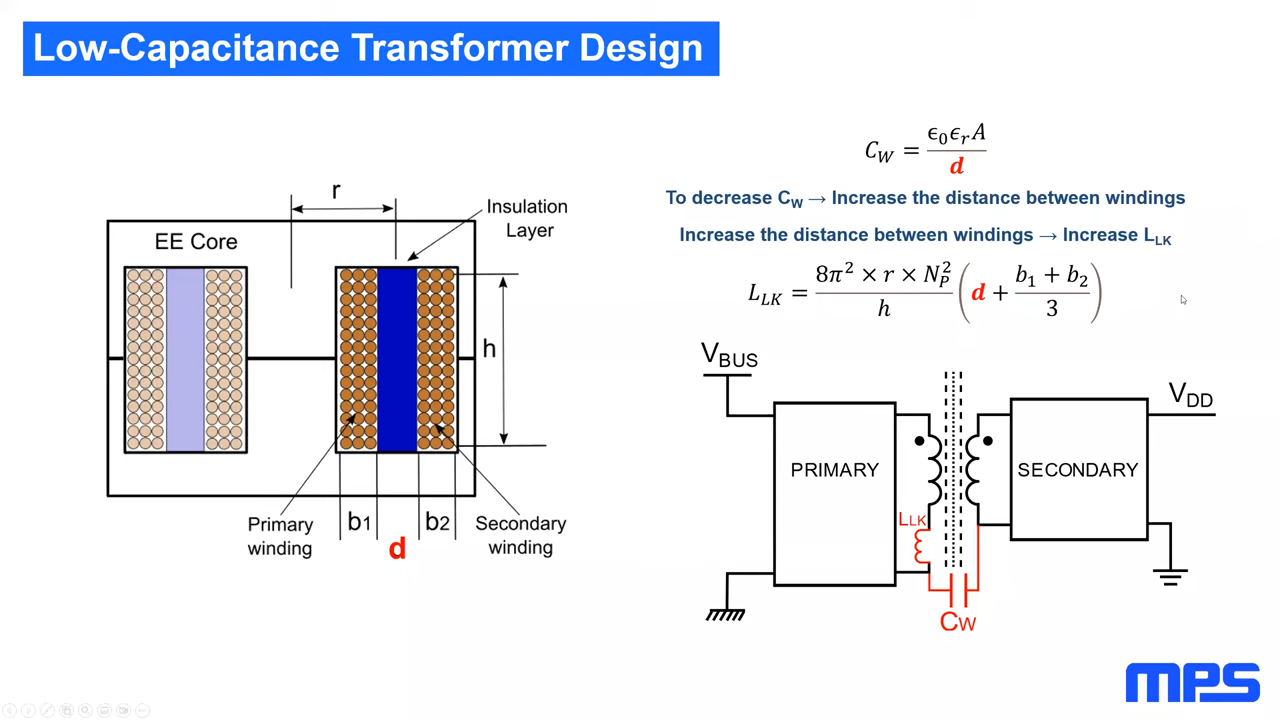 Low-Capacitance Transformer Design
C_W = ϵ₀ϵᵣA / d
To decrease C_W → Increase the distance between windings
Increase the distance between windings → Increase L_LK
L_LK = 8π² × r × N_P² / h (d + b₁ + b₂ / 3)
r
Insulation
Layer
EE Core
h
Primary
winding
b1
d
b2
Secondary
winding
V_BUS
V_DD
PRIMARY
SECONDARY
L_LK
C_W
mps